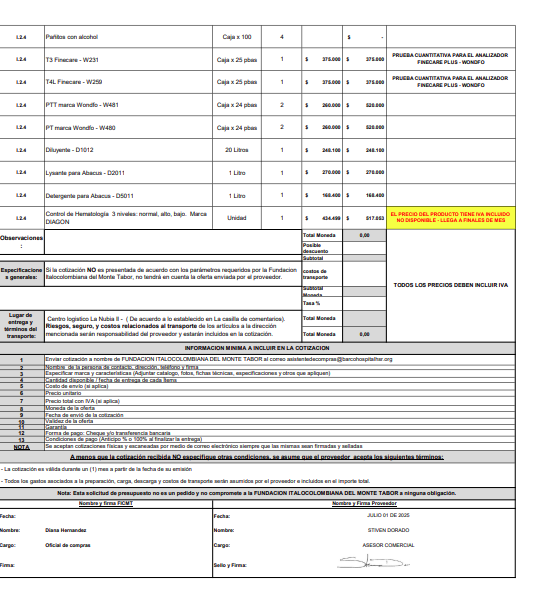 I.2.4 Pañitos con alcohol Caja x 100 4 $ -
I.2.4 T3 Finecare - W231 Caja x 25 pbas 1 $ 375.000 $ 375.000 PRUEBA CUANTITATIVA PARA EL ANALIZADOR FINECARE PLUS - WONDFO
I.2.4 T4L Finecare - W259 Caja x 25 pbas 1 $ 375.000 $ 375.000 PRUEBA CUANTITATIVA PARA EL ANALIZADOR FINECARE PLUS - WONDFO
I.2.4 PTT marca Wondfo - W481 Caja x 24 pbas 2 $ 260.000 $ 520.000
I.2.4 PT marca Wondfo - W480 Caja x 24 pbas 2 $ 260.000 $ 520.000
I.2.4 Diluyente - D1012 20 Litros 1 $ 248.100 $ 248.100
I.2.4 Lysante para Abacus - D2011 1 Litro 1 $ 270.000 $ 270.000
I.2.4 Detergente para Abacus - D5011 1 Litro 1 $ 168.400 $ 168.400
I.2.4 Control de Hematología 3 niveles: normal, alto, bajo. Marca DIAGON Unidad 1 $ 434.499 $ 517.053 EL PRECIO DEL PRODUCTO TIENE IVA INCLUIDO NO DISPONIBLE - LLEGA A FINALES DE MES
Observaciones :
Total Moneda 0,00
Posible descuento
Subtotal
Especificacione s generales:
Si la cotización NO es presentada de acuerdo con los parámetros requeridos por la Fundacion Italocolombiana del Monte Tabor, no tendrá en cuenta la oferta enviada por el proveedor.
costos de transporte
Subtotal Moneda
Tasa %
TODOS LOS PRECIOS DEBEN INCLUIR IVA
Lugar de entrega y términos del transporte:
Centro logístico La Nubia II - ( De acuerdo a lo establecido en La casilla de comentarios).
Riesgos, seguro, y costos relacionados al transporte de los artículos a la dirección
mencionada serán responsabilidad del proveedor y estarán incluidos en la cotización.
Total Moneda
Total Moneda 0,00
INFORMACION MINIMA A INCLUIR EN LA COTIZACION
1 Enviar cotización a nombre de FUNDACION ITALOCOLOMBIANA DEL MONTE TABOR al correo asistentedecompras@barcohospitalhsr.org
2 Nombre de la persona de contacto, dirección, teléfono y firma
3 Especificar marca y características (Adjuntar catalogo, fotos, fichas técnicas, especificaciones y otros que apliquen)
4 Cantidad disponible / fecha de entrega de cada ítems
5 Costo de envío (si aplica)
6 Precio unitario
7 Precio total con IVA (si aplica)
8 Moneda de la oferta
9 Fecha de envió de la cotización
10 Validez de la oferta
11 Garantía
12 Forma de pago: Cheque y/o transferencia bancaria
13 Condiciones de pago (Anticipo % o 100% al finalizar la entrega)
NOTA Se aceptan cotizaciones físicas y escaneadas por medio de correo electrónico siempre que las mismas sean firmadas y selladas
A menos que la cotización recibida NO especifique otras condiciones, se asume que el proveedor acepta los siguientes términos:
- La cotización es válida durante un (1) mes a partir de la fecha de su emisión
- Todos los gastos asociados a la preparación, carga, descarga y costos de transporte serán asumidos por el proveedor e incluidos en el importe total.
Nota: Esta solicitud de presupuesto no es un pedido y no compromete a la FUNDACION ITALOCOLOMBIANA DEL MONTE TABOR a ninguna obligación.
Nombre y firma FICMT Nombre y Firma Proveedor
Fecha: Fecha: JULIO 01 DE 2025
Nombre: Diana Hernandez Nombre: STIVEN DORADO
Cargo: Oficial de compras Cargo: ASESOR COMERCIAL
Firma: Sello y Firma: